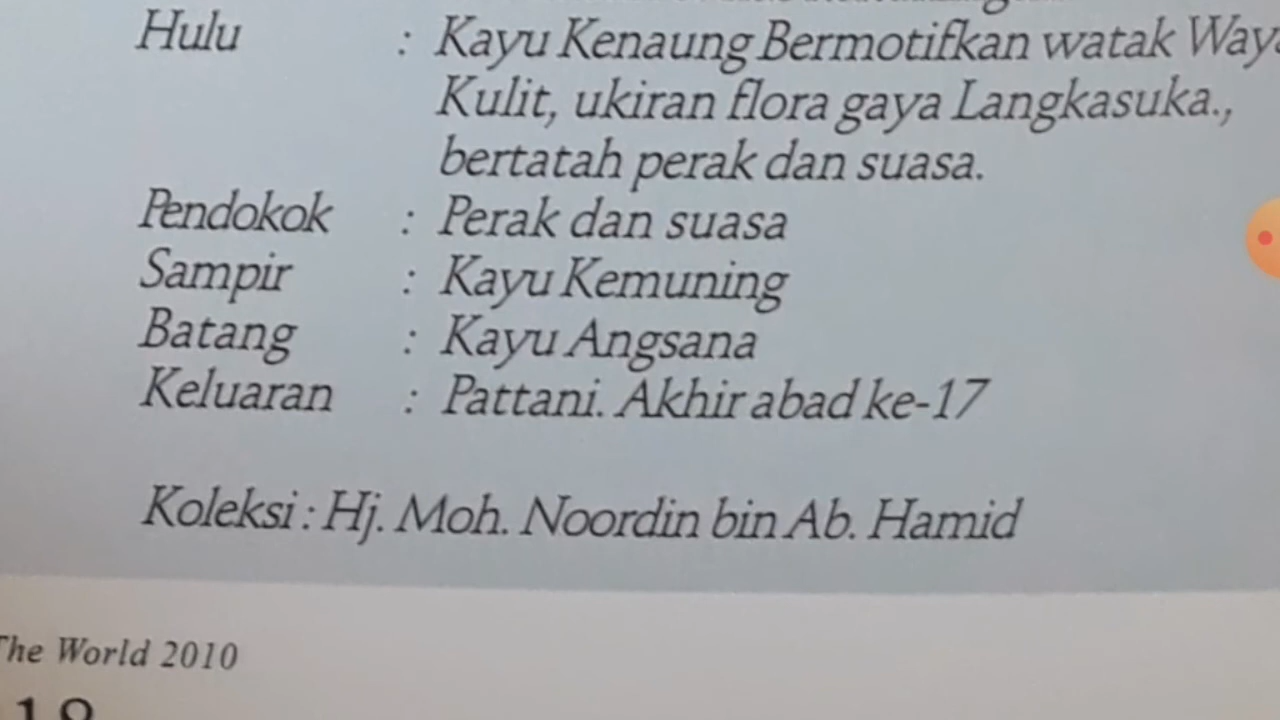 Hulu : Kayu Kenaung Bermotifkan watak
Kulit, ukiran flora gaya Langkasuka.,
bertatah perak dan suasa.
Pendokok : Perak dan suasa
Sampir : Kayu Kemuning
Batang : Kayu Angsana
Keluaran : Pattani. Akhir abad ke-17
Koleksi : Hj. Moh. Noordin bin Ab. Hamid
The World 2010